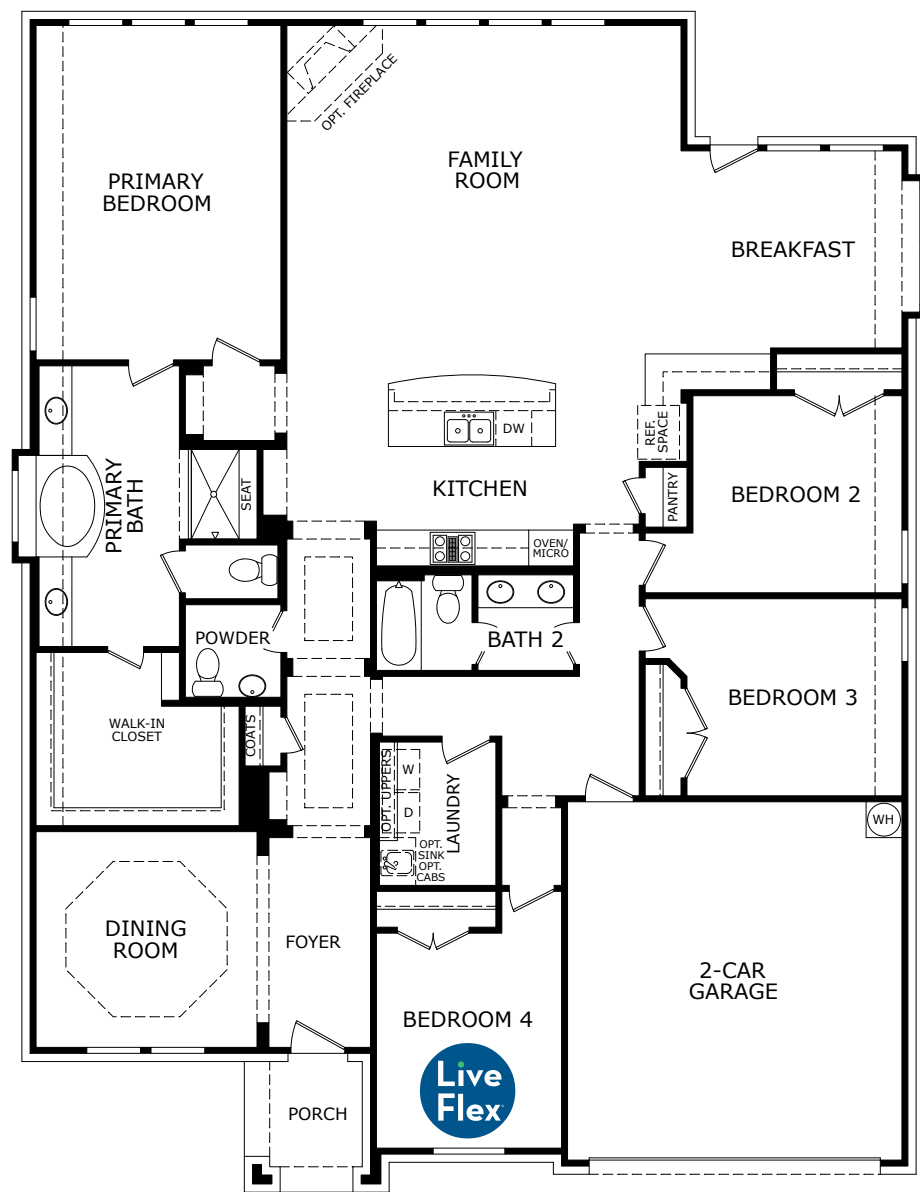 OPT. FIREPLACE
FAMILY
ROOM
PRIMARY
BEDROOM
BREAKFAST
DW
REF.
SPACE
PRIMARY
BATH
SEAT
KITCHEN
PANTRY
BEDROOM 2
OVEN/
MICRO
POWDER
BATH 2
BEDROOM 3
WALK-IN
CLOSET
COATS
OPT. UPPERS
W
D
LAUNDRY
WH
OPT.
SINK
OPT.
CABS
DINING
ROOM
FOYER
2-CAR
GARAGE
BEDROOM 4
Live
Flex
PORCH